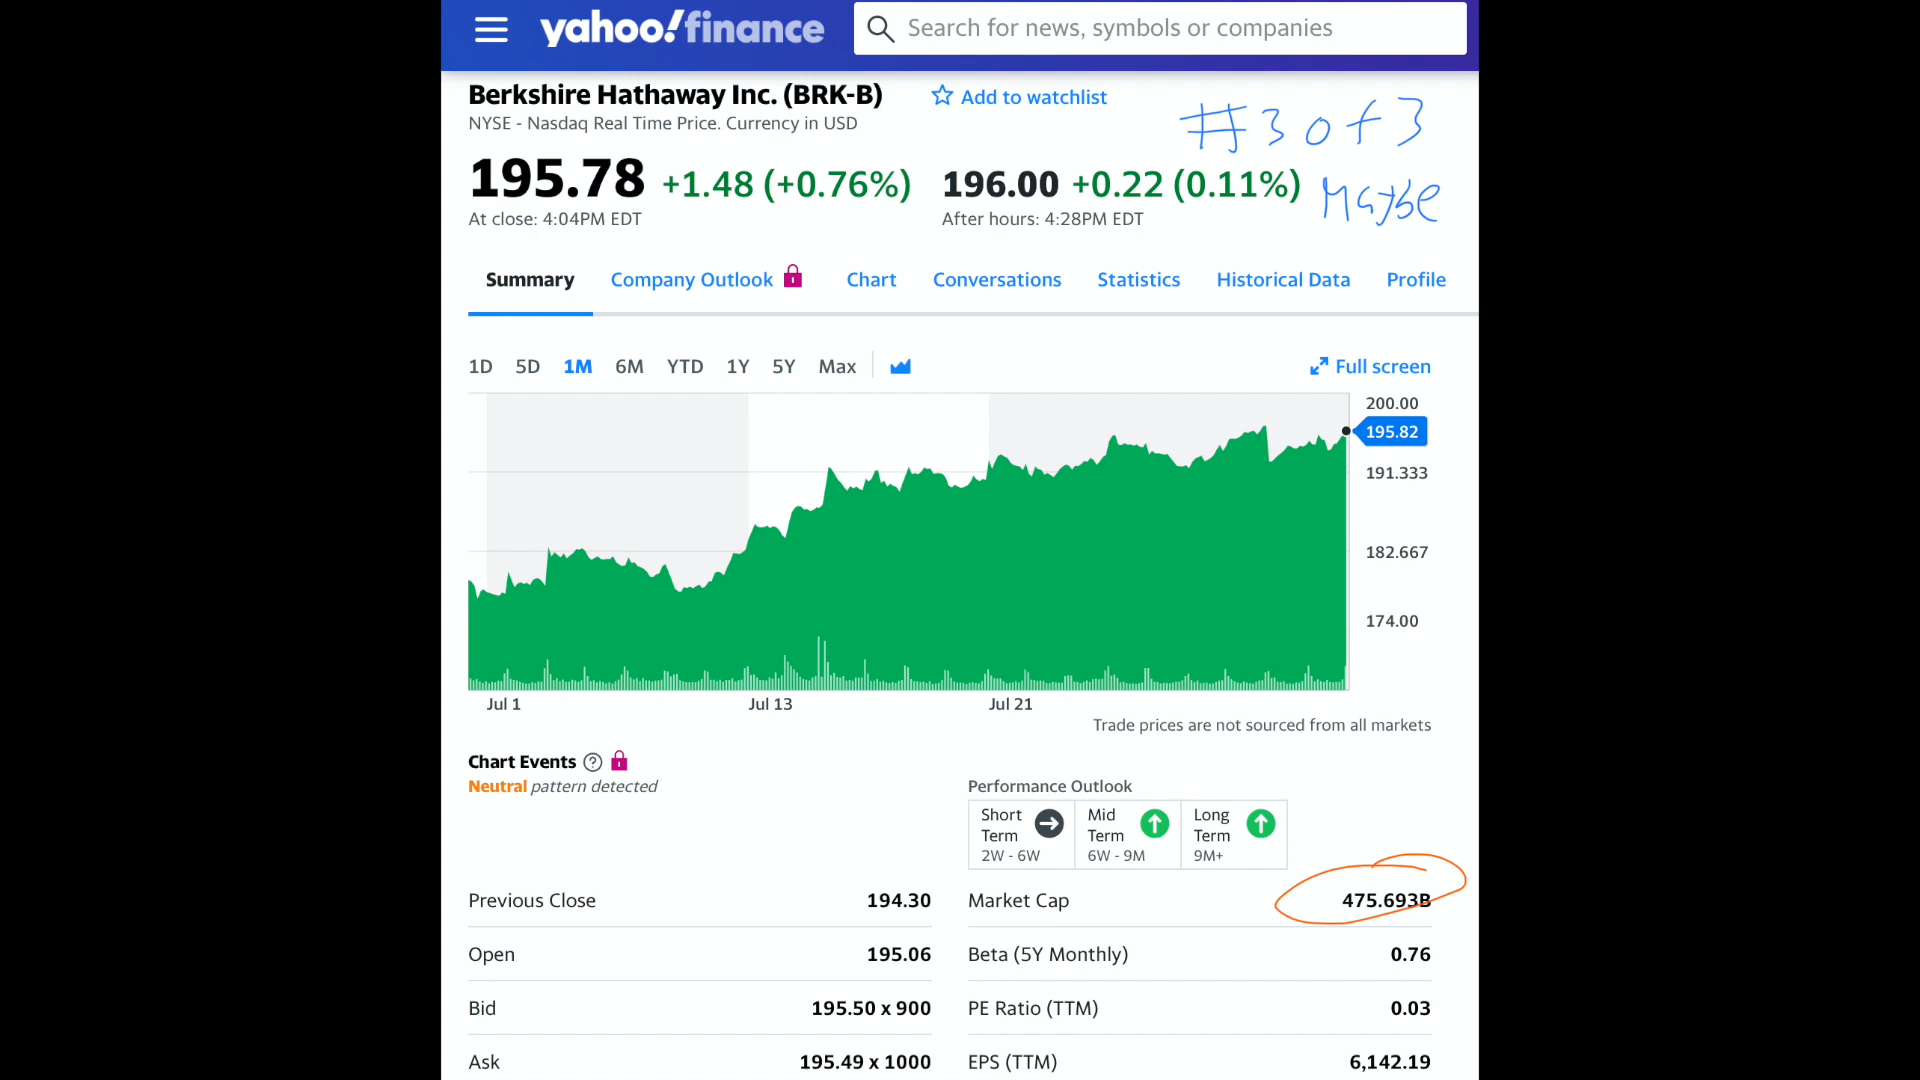 yahoo!finance
Search for news, symbols or companies
Berkshire Hathaway Inc. (BRK-B)
Add to watchlist
NYSE - Nasdaq Real Time Price. Currency in USD
#3 of 3
195.78 +1.48 (+0.76%)
196.00 +0.22 (0.11%)
Maybe
At close: 4:04PM EDT
After hours: 4:28PM EDT
Summary Company Outlook Chart Conversations Statistics Historical Data Profile
1D 5D 1M 6M YTD 1Y 5Y Max
Full screen
200.00
195.82
191.333
182.667
174.00
Jul 1 Jul 13 Jul 21
Trade prices are not sourced from all markets
Chart Events ?
Neutral pattern detected
Performance Outlook
Short Term 2W - 6W
Mid Term 6W - 9M
Long Term 9M+
Previous Close 194.30
Market Cap 475.693B
Open 195.06
Beta (5Y Monthly) 0.76
Bid 195.50 x 900
PE Ratio (TTM) 0.03
Ask 195.49 x 1000
EPS (TTM) 6,142.19